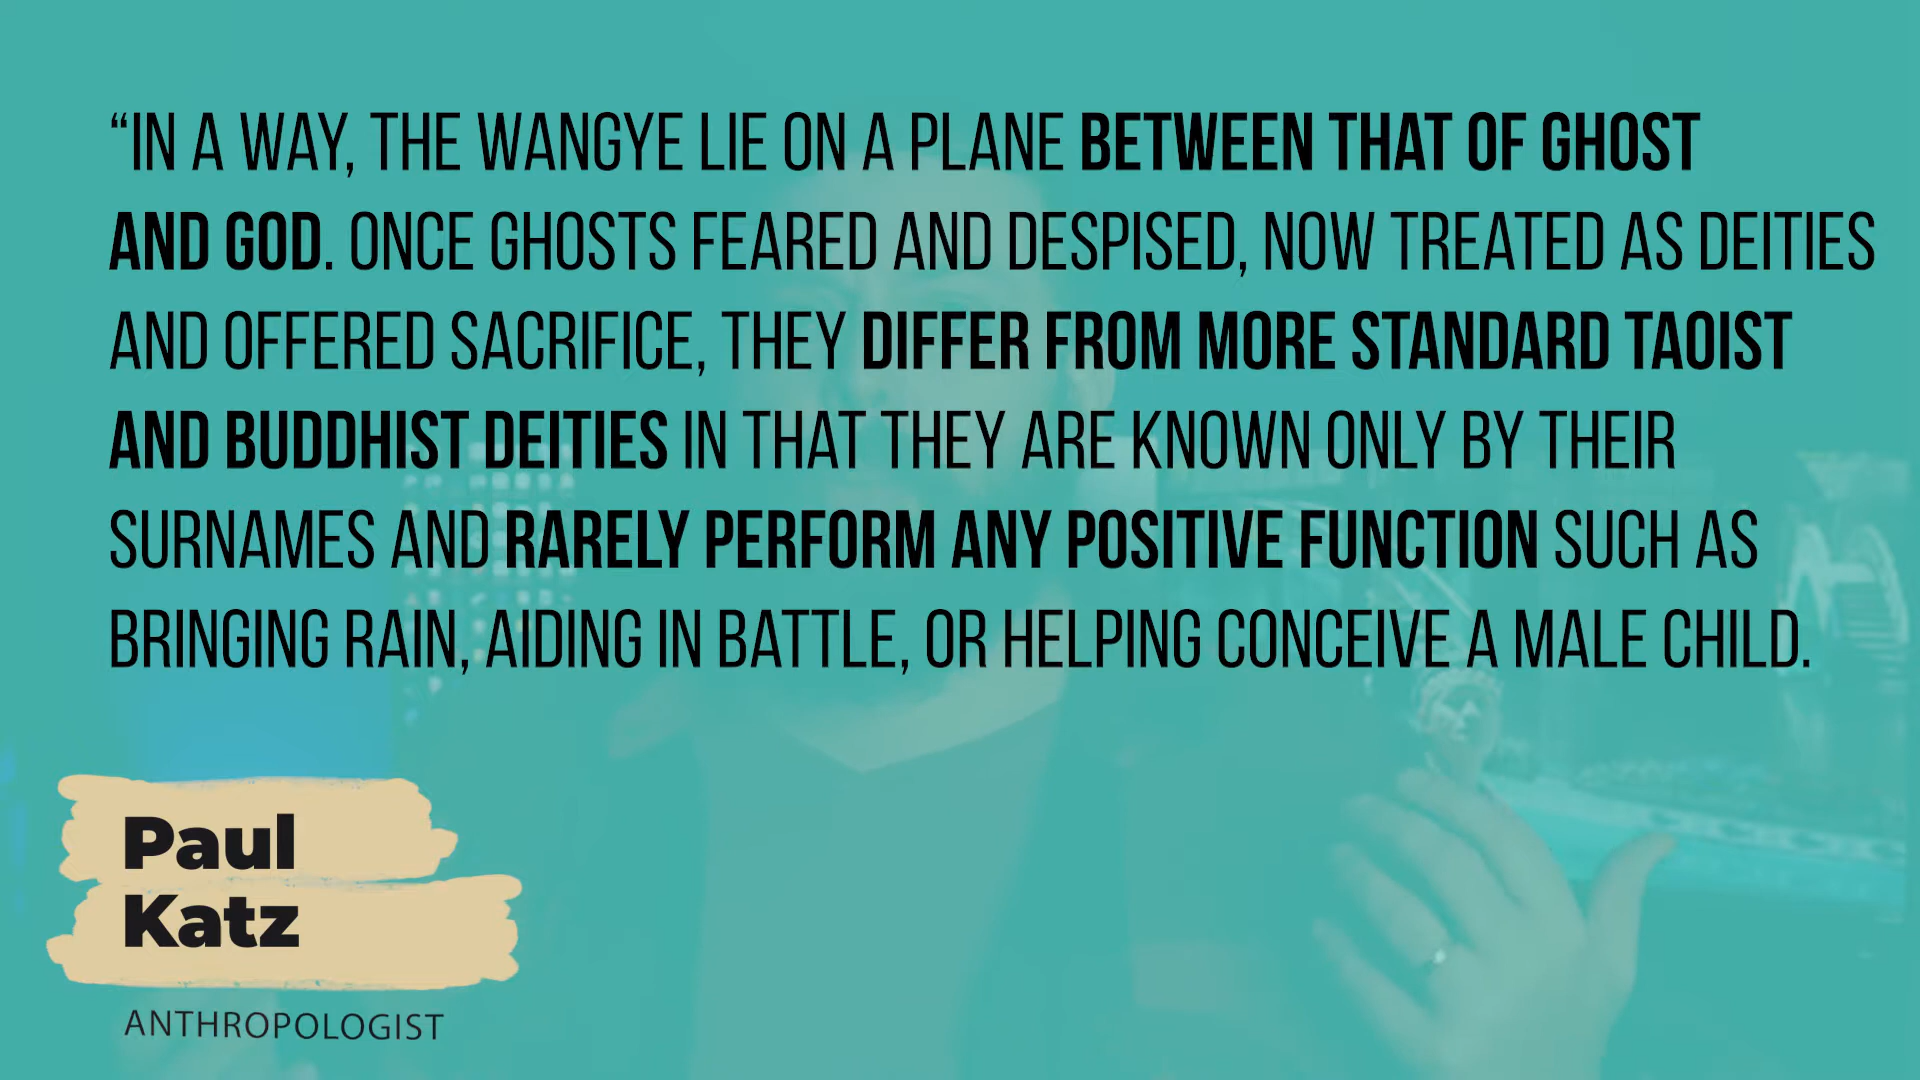 “IN A WAY, THE WANGYE LIE ON A PLANE BETWEEN THAT OF GHOST
AND GOD. ONCE GHOSTS FEARED AND DESPISED, NOW TREATED AS DEITIES
AND OFFERED SACRIFICE, THEY DIFFER FROM MORE STANDARD TAOIST
AND BUDDHIST DEITIES IN THAT THEY ARE KNOWN ONLY BY THEIR
SURNAMES AND RARELY PERFORM ANY POSITIVE FUNCTION SUCH AS
BRINGING RAIN, AIDING IN BATTLE, OR HELPING CONCEIVE A MALE CHILD.
Paul
Katz
ANTHROPOLOGIST